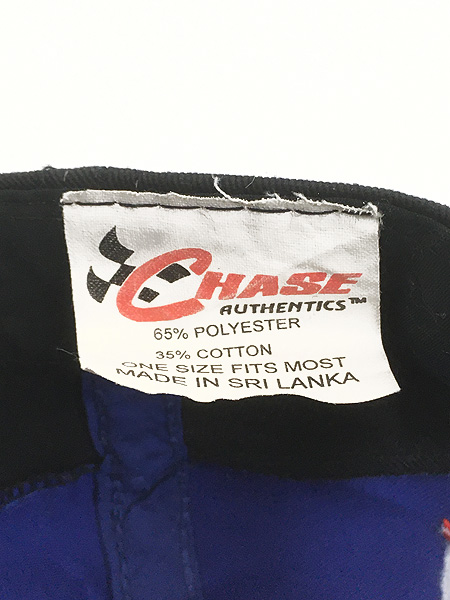 CHASE
AUTHENTICS™
65% POLYESTER
35% COTTON
ONE SIZE FITS MOST
MADE IN SRI LANKA